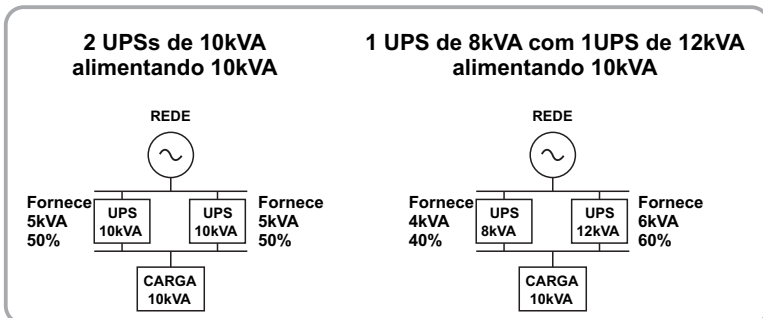 2 UPSs de 10kVA
alimentando 10kVA
REDE
Fornece
5kVA
50%
UPS
10kVA
UPS
10kVA
Fornece
5kVA
50%
CARGA
10kVA
1 UPS de 8kVA com 1UPS de 12kVA
alimentando 10kVA
REDE
Fornece
4kVA
40%
UPS
8kVA
UPS
12kVA
Fornece
6kVA
60%
CARGA
10kVA